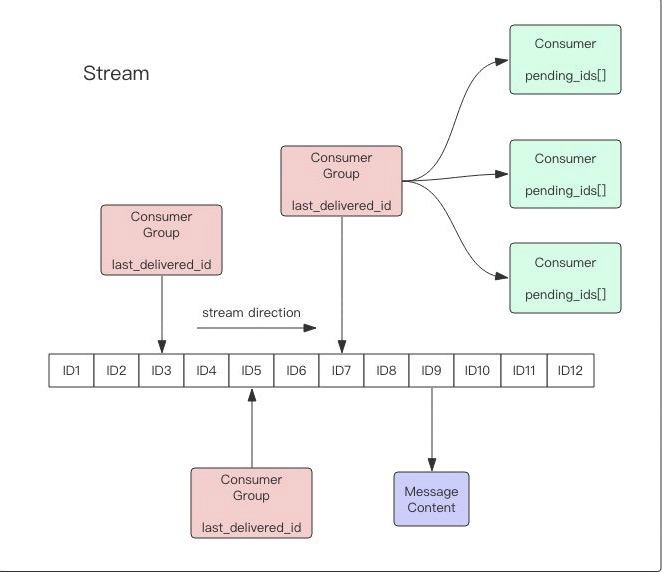 Stream
Consumer
pending_ids[]
Consumer
Group
last_delivered_id
Consumer
pending_ids[]
Consumer
Group
last_delivered_id
Consumer
pending_ids[]
stream direction
ID1 ID2 ID3 ID4 ID5 ID6 ID7 ID8 ID9 ID10 ID11 ID12
Consumer
Group
last_delivered_id
Message
Content